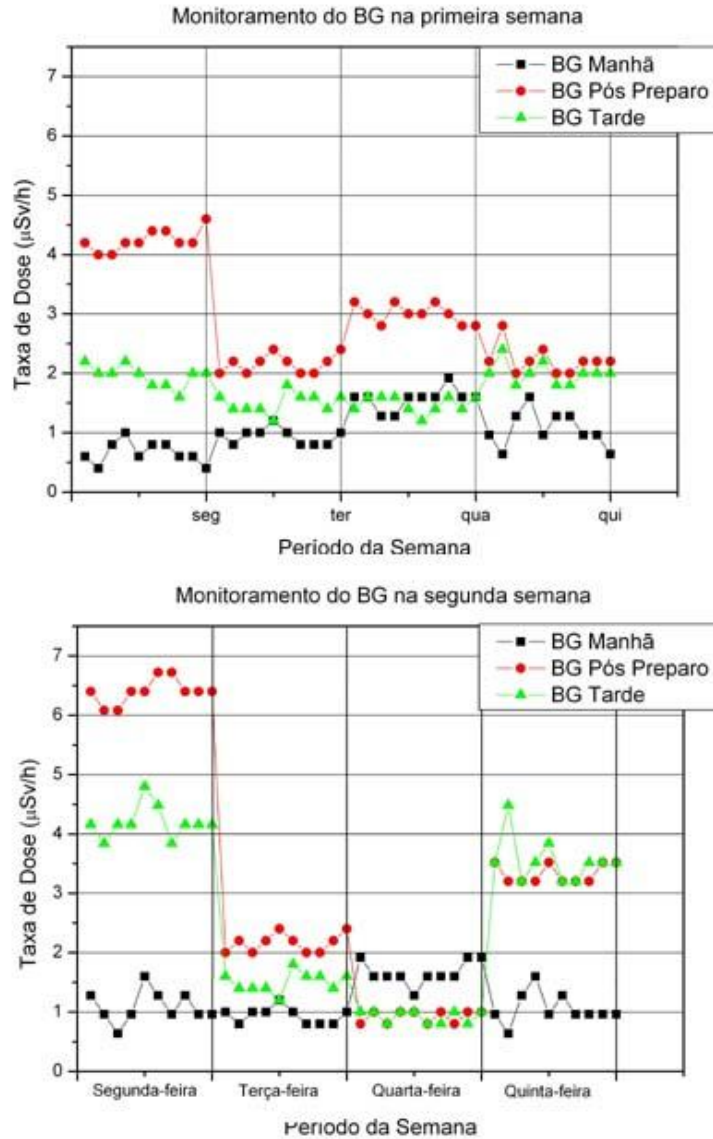 Monitoramento do BG na primeira semana
BG Manhã
BG Pós Preparo
BG Tarde
Taxa de Dose (µSv/h)
7
6
5
4
3
2
1
0
seg
ter
qua
qui
Período da Semana
Monitoramento do BG na segunda semana
BG Manhã
BG Pós Preparo
BG Tarde
Taxa de Dose (µSv/h)
7
6
5
4
3
2
1
0
Segunda-feira
Terça-feira
Quarta-feira
Quinta-feira
Período da Semana